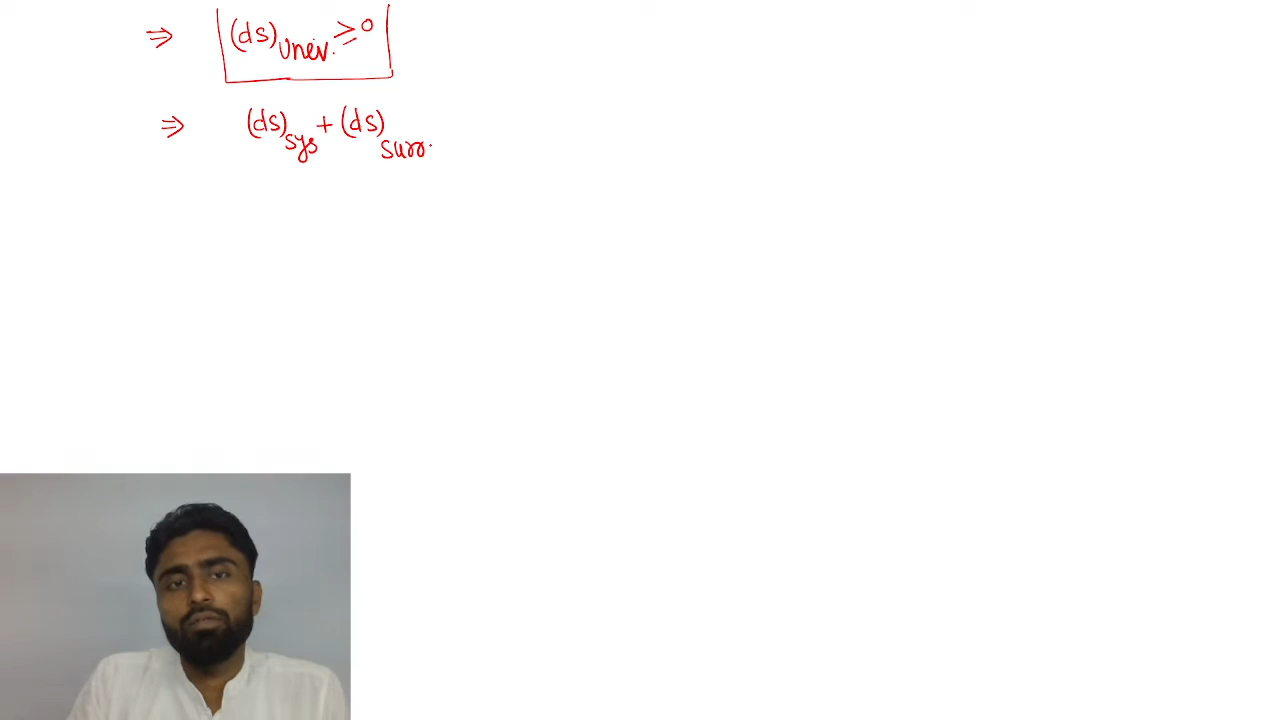 ⇒ (ds)univ. ≥ 0
⇒ (ds)sys + (ds)surr.